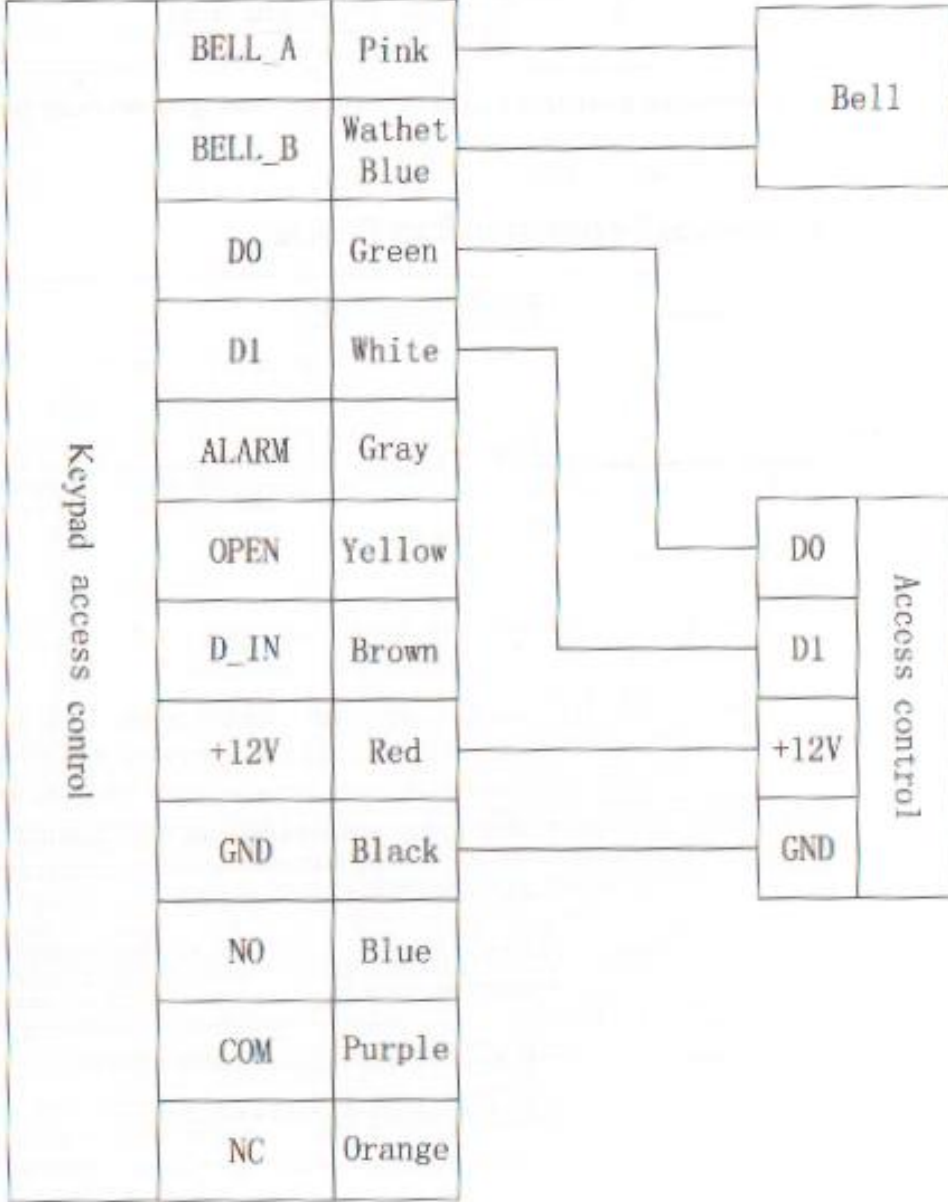 Keypad access control
BELL_A Pink
BELL_B Wathet
Blue
D0 Green
D1 White
ALARM Gray
OPEN Yellow
D_IN Brown
+12V Red
GND Black
NO Blue
COM Purple
NC Orange
Bell
Access control
D0
D1
+12V
GND